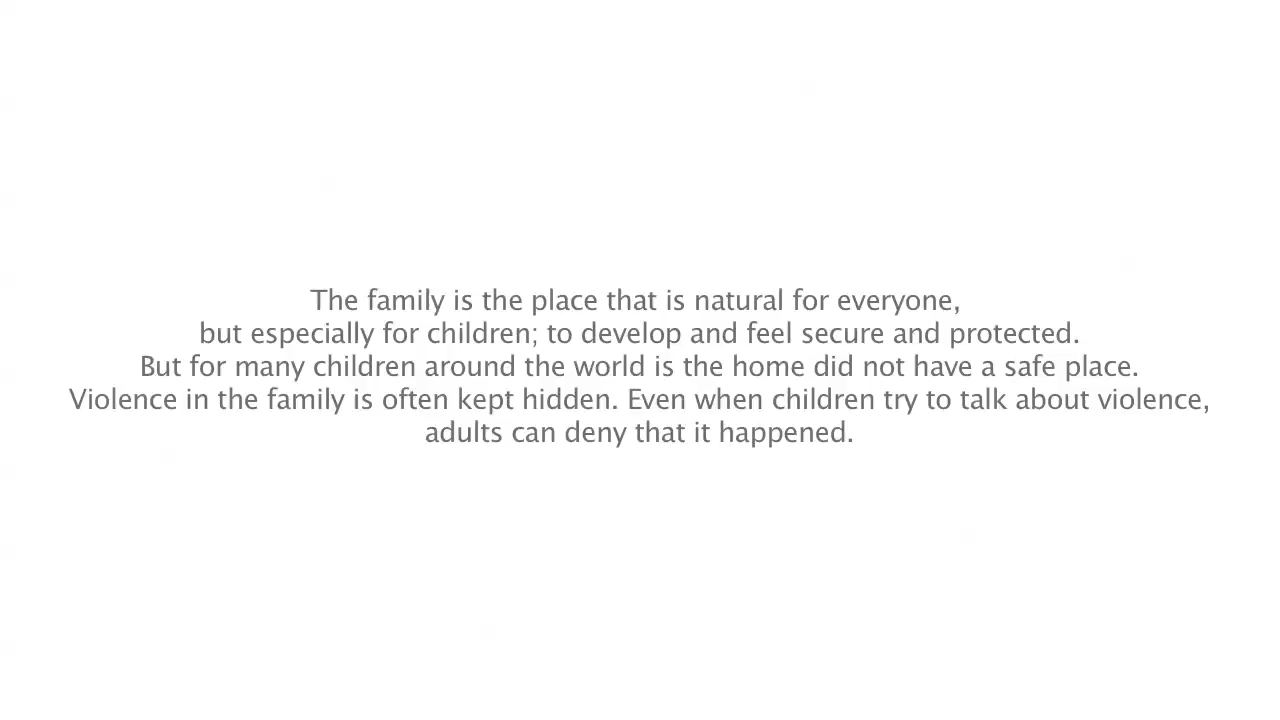 The family is the place that is natural for everyone,
but especially for children; to develop and feel secure and protected.
But for many children around the world is the home did not have a safe place.
Violence in the family is often kept hidden. Even when children try to talk about violence,
adults can deny that it happened.